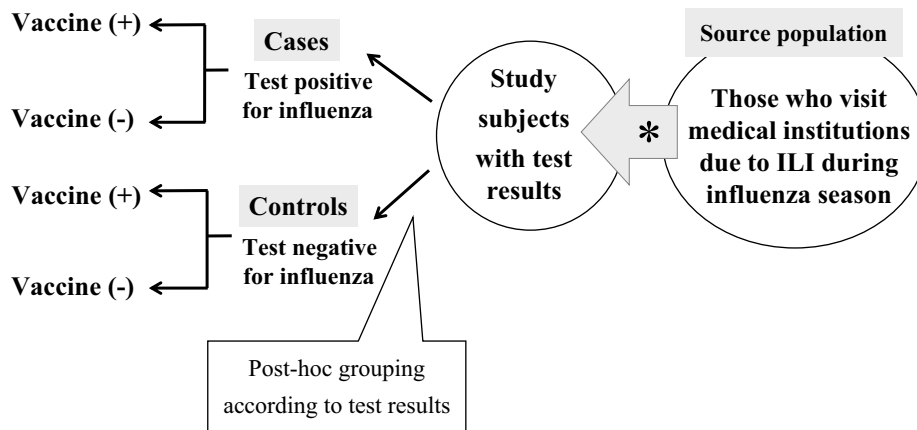 Vaccine (+)
Vaccine (-)
Cases
Test positive
for influenza
Vaccine (+)
Vaccine (-)
Controls
Test negative
for influenza
Post-hoc grouping
according to test results
Study
subjects
with test
results
*
Source population
Those who visit
medical institutions
due to ILI during
influenza season